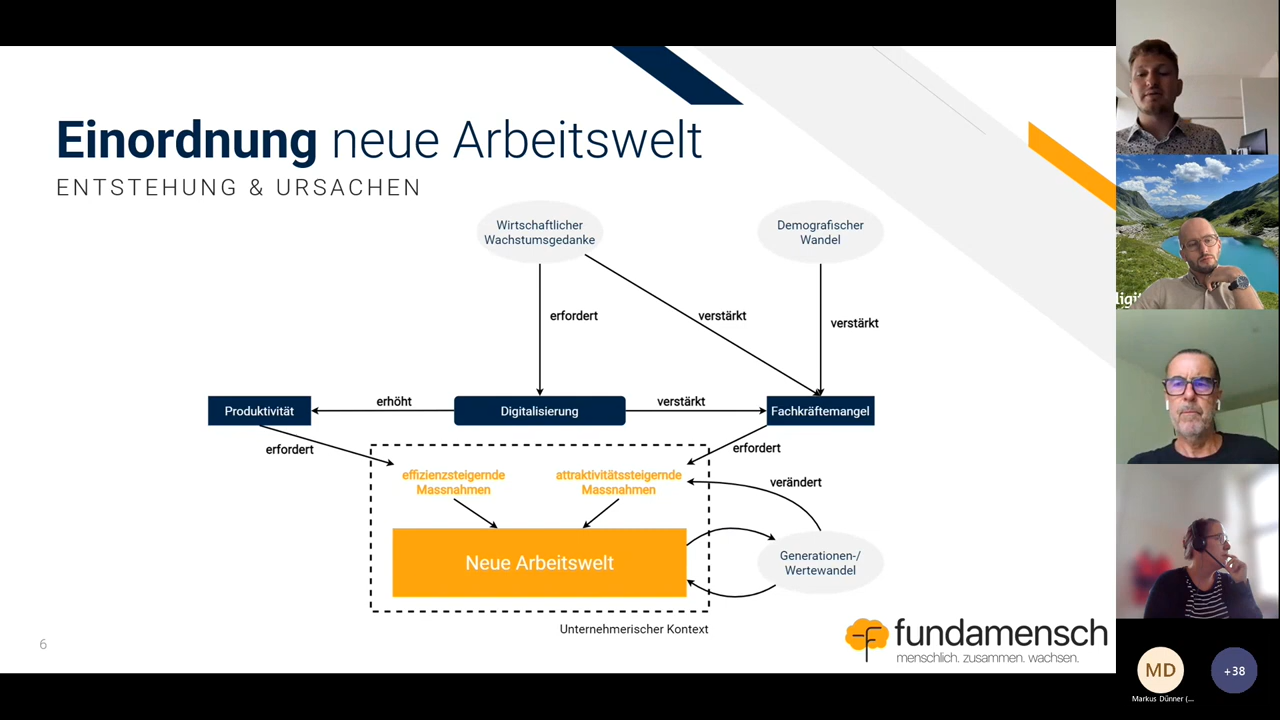 Einordnung neue Arbeitswelt
ENTSTEHUNG & URSACHEN
Wirtschaftlicher
Wachstumsgedanke
Demografischer
Wandel
erfordert
verstärkt
verstärkt
Produktivität
erhöht
Digitalisierung
verstärkt
Fachkräftemangel
erfordert
erfordert
effizienzsteigernde
Massnahmen
attraktivitätssteigernde
Massnahmen
verändert
Neue Arbeitswelt
Generationen-/
Wertewandel
Unternehmerischer Kontext
6
fundamensch
menschlich. zusammen. wachsen.
digi
MD
+38
Markus Dünner (...